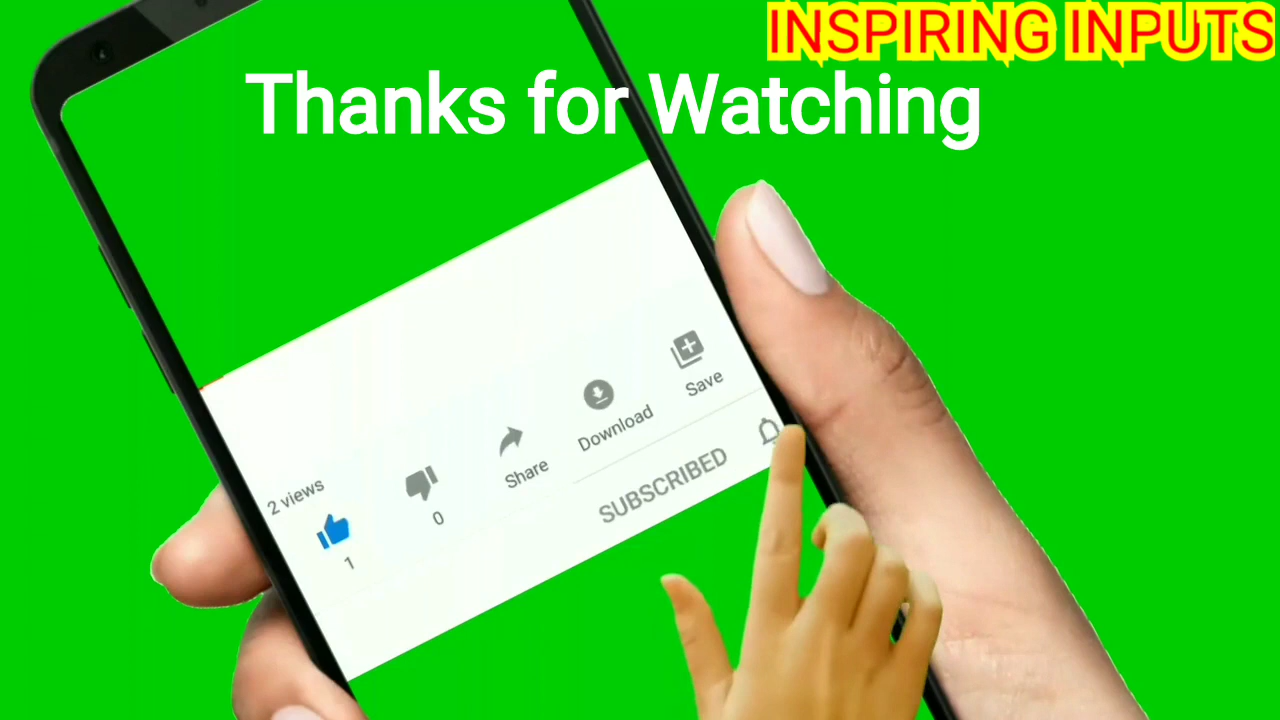 INSPIRING INPUTS
Thanks for Watching
2 views
1
0
Share
Download
Save
SUBSCRIBED